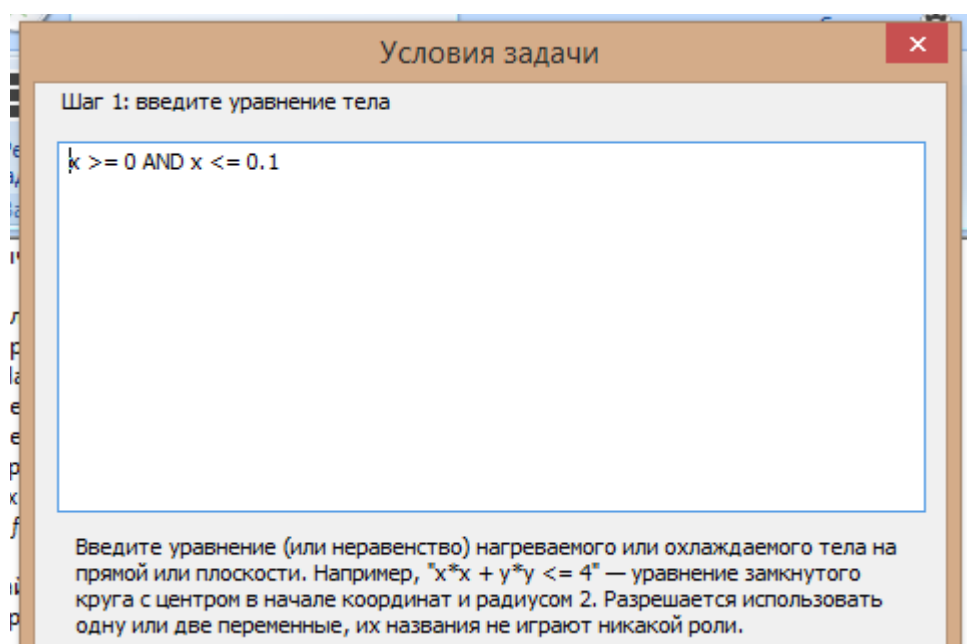 Условия задачи
Шаг 1: введите уравнение тела
x >= 0 AND x <= 0.1
Введите уравнение (или неравенство) нагреваемого или охлаждаемого тела на
прямой или плоскости. Например, "x*x + y*y <= 4" — уравнение замкнутого
круга с центром в начале координат и радиусом 2. Разрешается использовать
одну или две переменные, их названия не играют никакой роли.